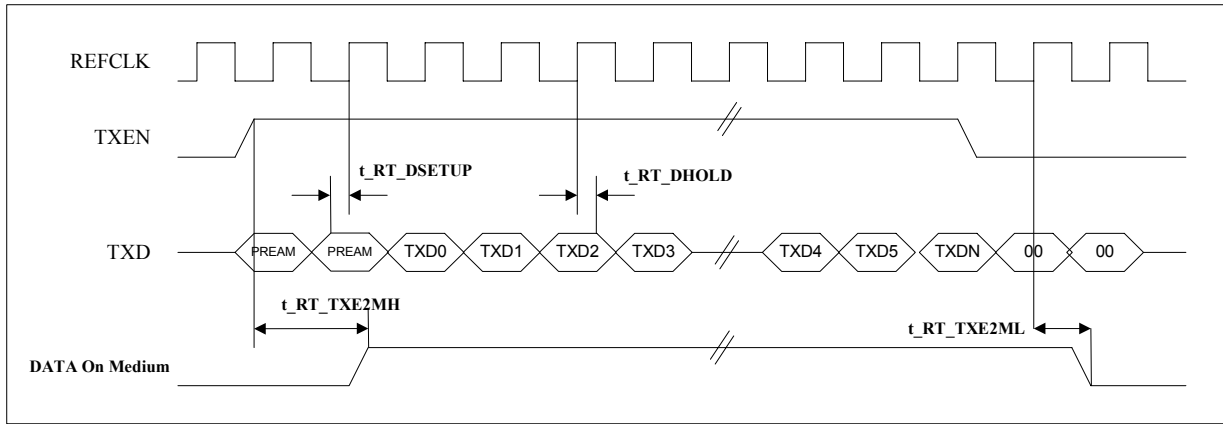 REFCLK
TXEN
t_RT_DSETUP
t_RT_DHOLD
TXD
PREAM PREAM TXD0 TXD1 TXD2 TXD3 TXD4 TXD5 TXDN 00 00
t_RT_TXE2MH
t_RT_TXE2ML
DATA On Medium